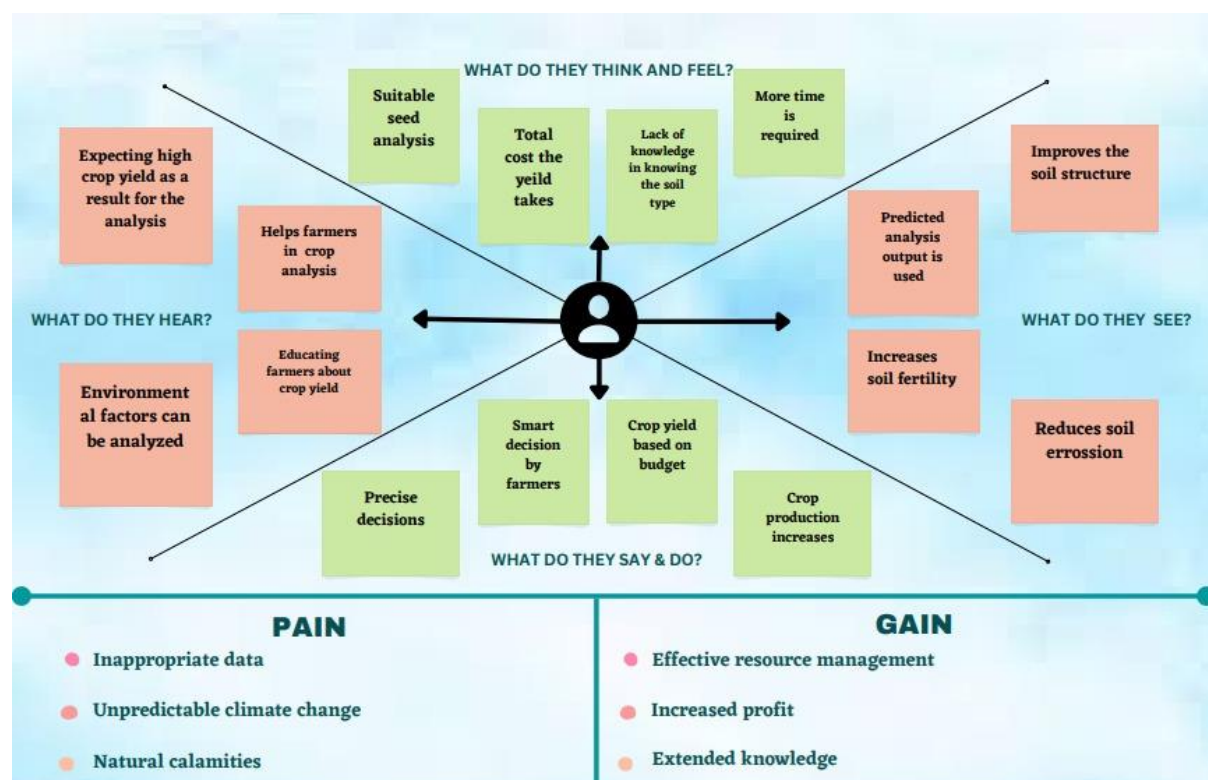 WHAT DO THEY THINK AND FEEL?
Suitable
seed
analysis
Total
cost the
yeild
takes
Lack of
knowledge
in knowing
the soil
type
More time
is
required
Expecting high
crop yield as a
result for the
analysis
Helps farmers
in crop
analysis
WHAT DO THEY HEAR?
Educating
farmers about
crop yield
Environment
al factors can
be analyzed
Improves the
soil structure
Predicted
analysis
output is
used
WHAT DO THEY SEE?
Increases
soil fertility
Reduces soil
errossion
Precise
decisions
Smart
decision
by
farmers
Crop yield
based on
budget
Crop
production
increases
WHAT DO THEY SAY & DO?
PAIN
Inappropriate data
Unpredictable climate change
Natural calamities
GAIN
Effective resource management
Increased profit
Extended knowledge